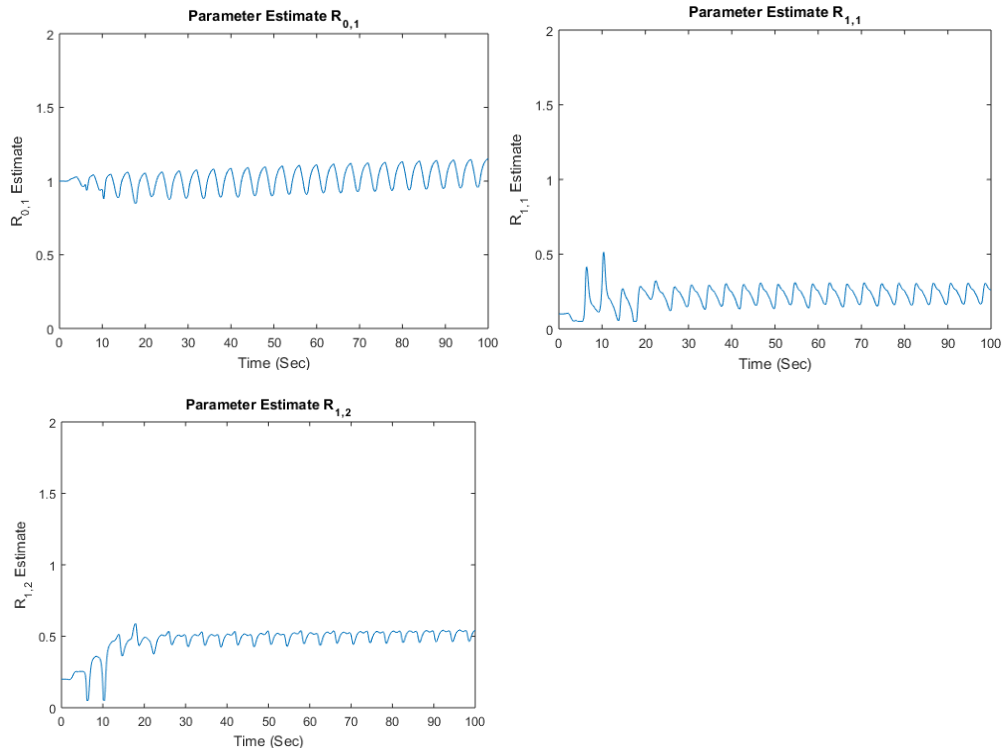 Parameter Estimate R0,1
2
1.5
1
0.5
0
R0,1 Estimate
0 10 20 30 40 50 60 70 80 90 100
Time (Sec)
Parameter Estimate R1,1
2
1.5
1
0.5
0
R1,1 Estimate
0 10 20 30 40 50 60 70 80 90 100
Time (Sec)
Parameter Estimate R1,2
2
1.5
1
0.5
0
R1,2 Estimate
0 10 20 30 40 50 60 70 80 90 100
Time (Sec)